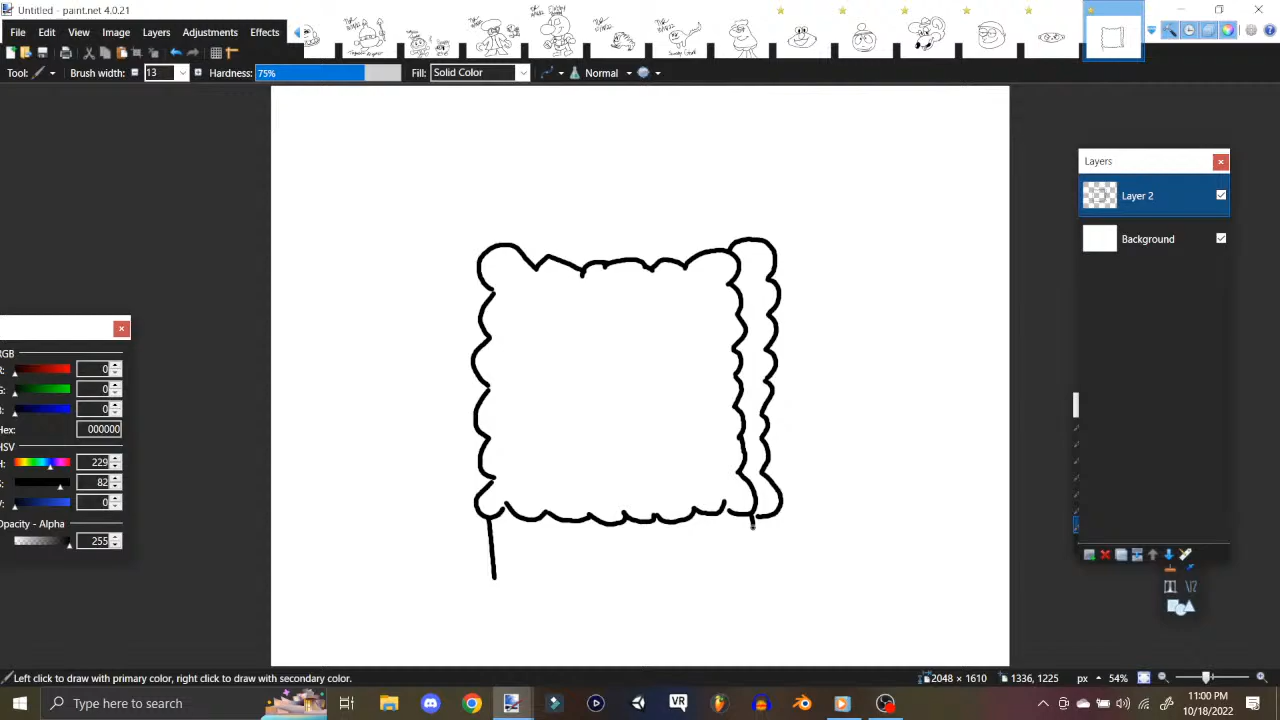 Untitled - paint.net 4.0.21
File Edit View Image Layers Adjustments Effects
Tool: Brush width: 13 Hardness: 75% Fill: Solid Color Normal
Layers
Layer 2
Background
RGB
R: 0
G: 0
B: 0
Hex: 000000
HSV
H: 229
S: 82
V: 0
Opacity - Alpha
255
Left click to draw with primary color, right click to draw with secondary color.
2048 × 1610 1336, 1225 px 54%
Type here to search
VR
11:00 PM
10/18/2022